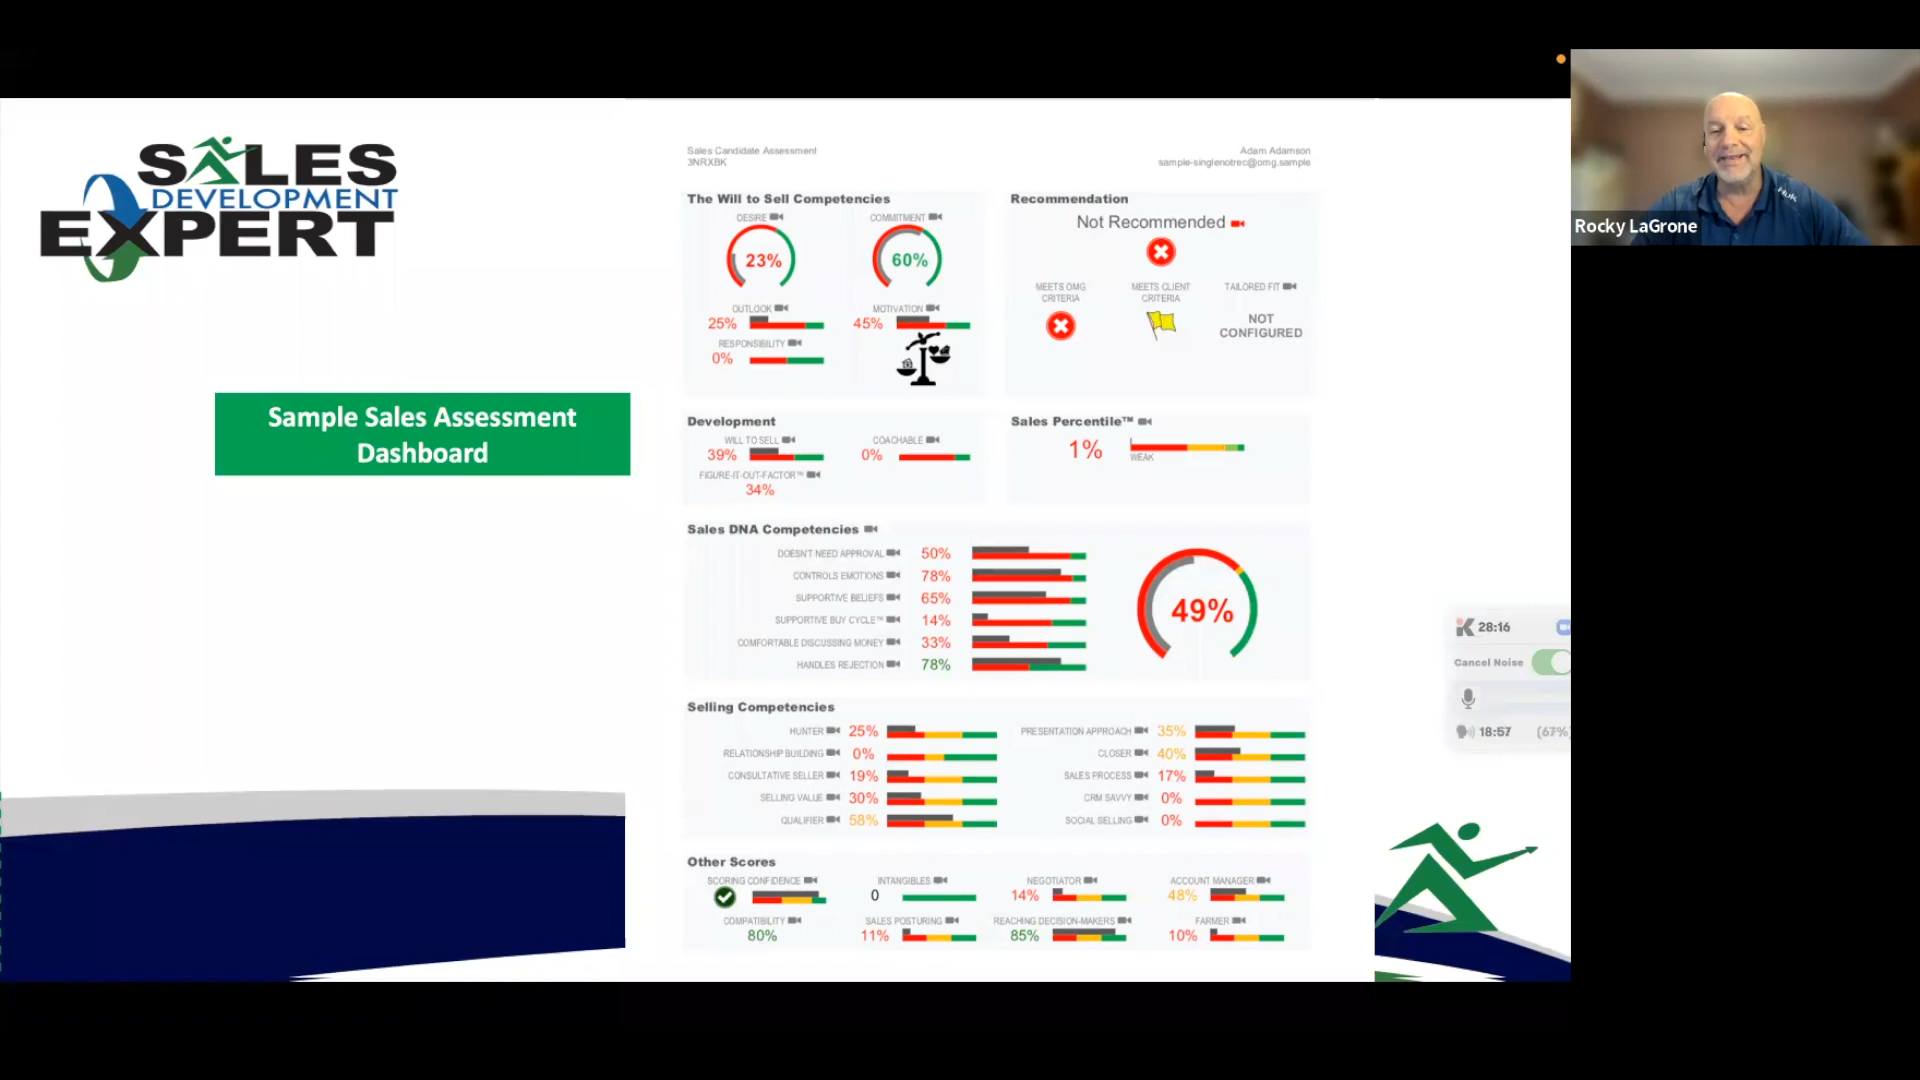 SALES
DEVELOPMENT
EXPERT
Sample Sales Assessment
Dashboard
Sales Candidate Assessment
3NRXBK
Adam Adamson
sample-singlenotrec@omg.sample
The Will to Sell Competencies
DESIRE
23%
COMMITMENT
60%
OUTLOOK
25%
MOTIVATION
45%
RESPONSIBILITY
0%
Recommendation
Not Recommended
MEETS OMG
CRITERIA
MEETS CLIENT
CRITERIA
TAILORED FIT
NOT
CONFIGURED
Development
WILL TO SELL
39%
COACHABLE
0%
FIGURE-IT-OUT-FACTOR™
34%
Sales Percentile™
1%
WEAK
Sales DNA Competencies
DOESN'T NEED APPROVAL 50%
CONTROLS EMOTIONS 78%
SUPPORTIVE BELIEFS 65%
SUPPORTIVE BUY CYCLE™ 14%
COMFORTABLE DISCUSSING MONEY 33%
HANDLES REJECTION 78%
49%
Selling Competencies
HUNTER 25%
RELATIONSHIP BUILDING 0%
CONSULTATIVE SELLER 19%
SELLING VALUE 30%
QUALIFIER 58%
PRESENTATION APPROACH 35%
CLOSER 40%
SALES PROCESS 17%
CRM SAVVY 0%
SOCIAL SELLING 0%
Other Scores
SCORING CONFIDENCE
INTANGIBLES
0
NEGOTIATOR
14%
ACCOUNT MANAGER
48%
COMPATIBILITY
80%
SALES POSTURING
11%
REACHING DECISION-MAKERS
85%
FARMER
10%
Rocky LaGrone
28:16
Cancel Noise
18:57 (67%)